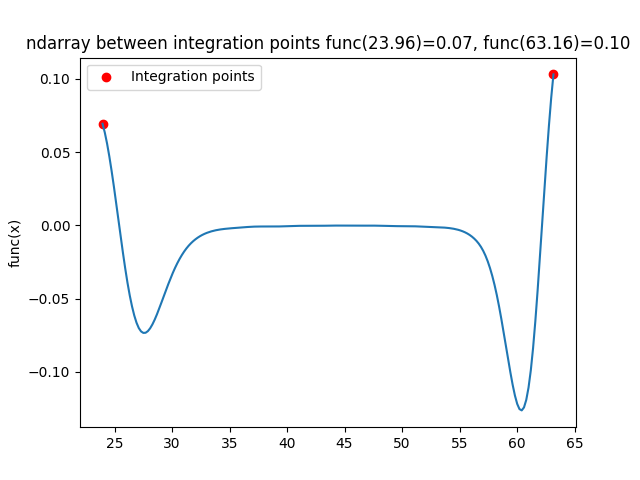 ndarray between integration points func(23.96)=0.07, func(63.16)=0.10
Integration points
func(x)
0.10
0.05
0.00
−0.05
−0.10
25 30 35 40 45 50 55 60 65